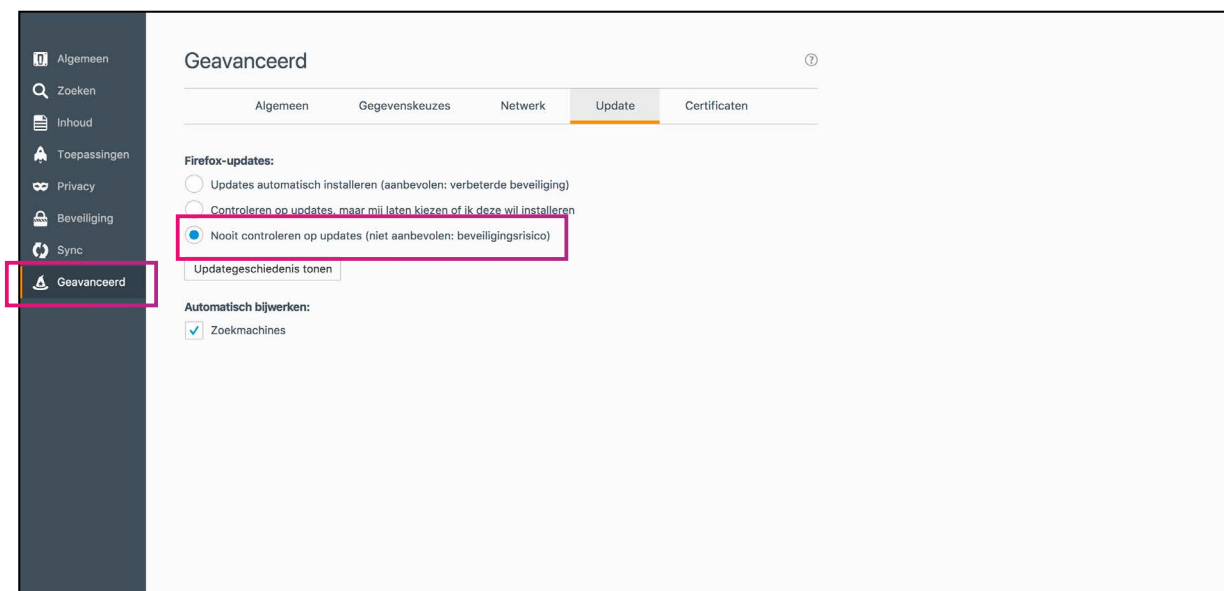 Algemeen
Zoeken
Inhoud
Toepassingen
Privacy
Beveiliging
Sync
Geavanceerd
Geavanceerd
?
Algemeen Gegevenskeuzes Netwerk Update Certificaten
Firefox-updates:
Updates automatisch installeren (aanbevolen: verbeterde beveiliging)
Controleren op updates, maar mij laten kiezen of ik deze wil installeren
Nooit controleren op updates (niet aanbevolen: beveiligingsrisico)
Updategeschiedenis tonen
Automatisch bijwerken:
Zoekmachines